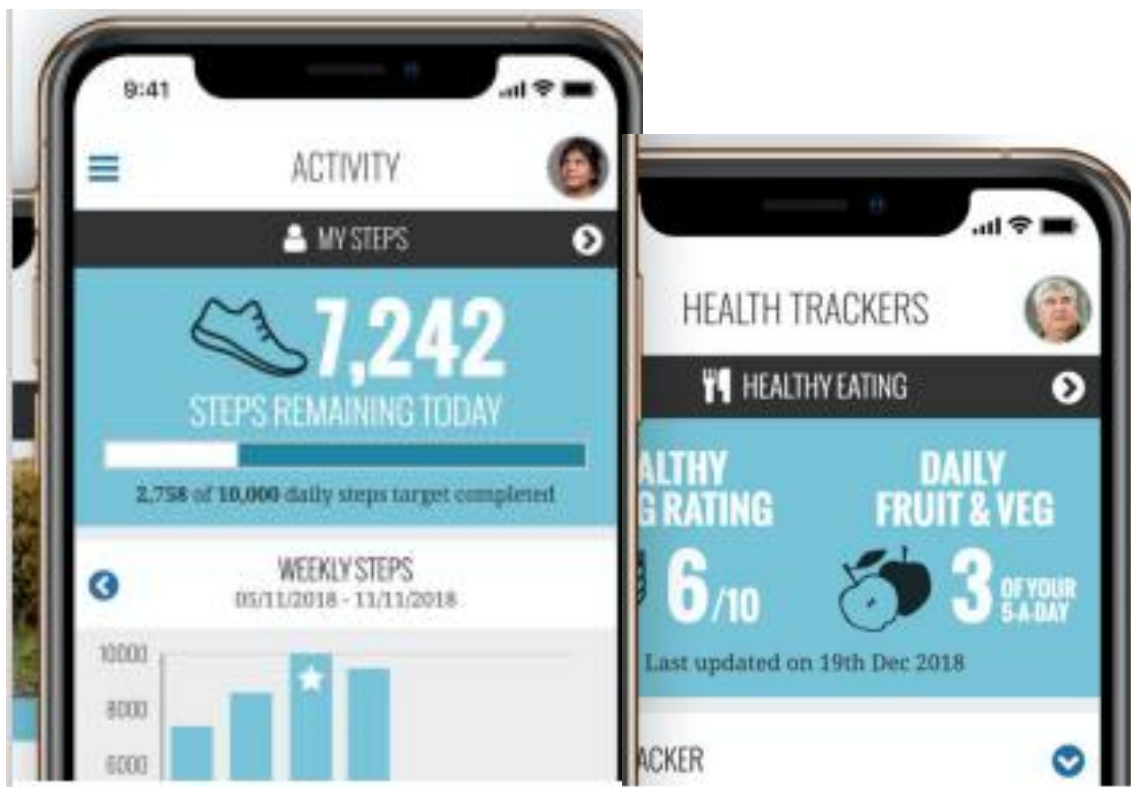 9:41
ACTIVITY
MY STEPS
7,242
STEPS REMAINING TODAY
2,758 of 10,000 daily steps target completed
WEEKLY STEPS
05/11/2018 - 11/11/2018
10000
8000
6000
HEALTH TRACKERS
HEALTHY EATING
ALTHY
G RATING
6/10
DAILY
FRUIT & VEG
3 OF YOUR
5-A-DAY
Last updated on 19th Dec 2018
ACKER